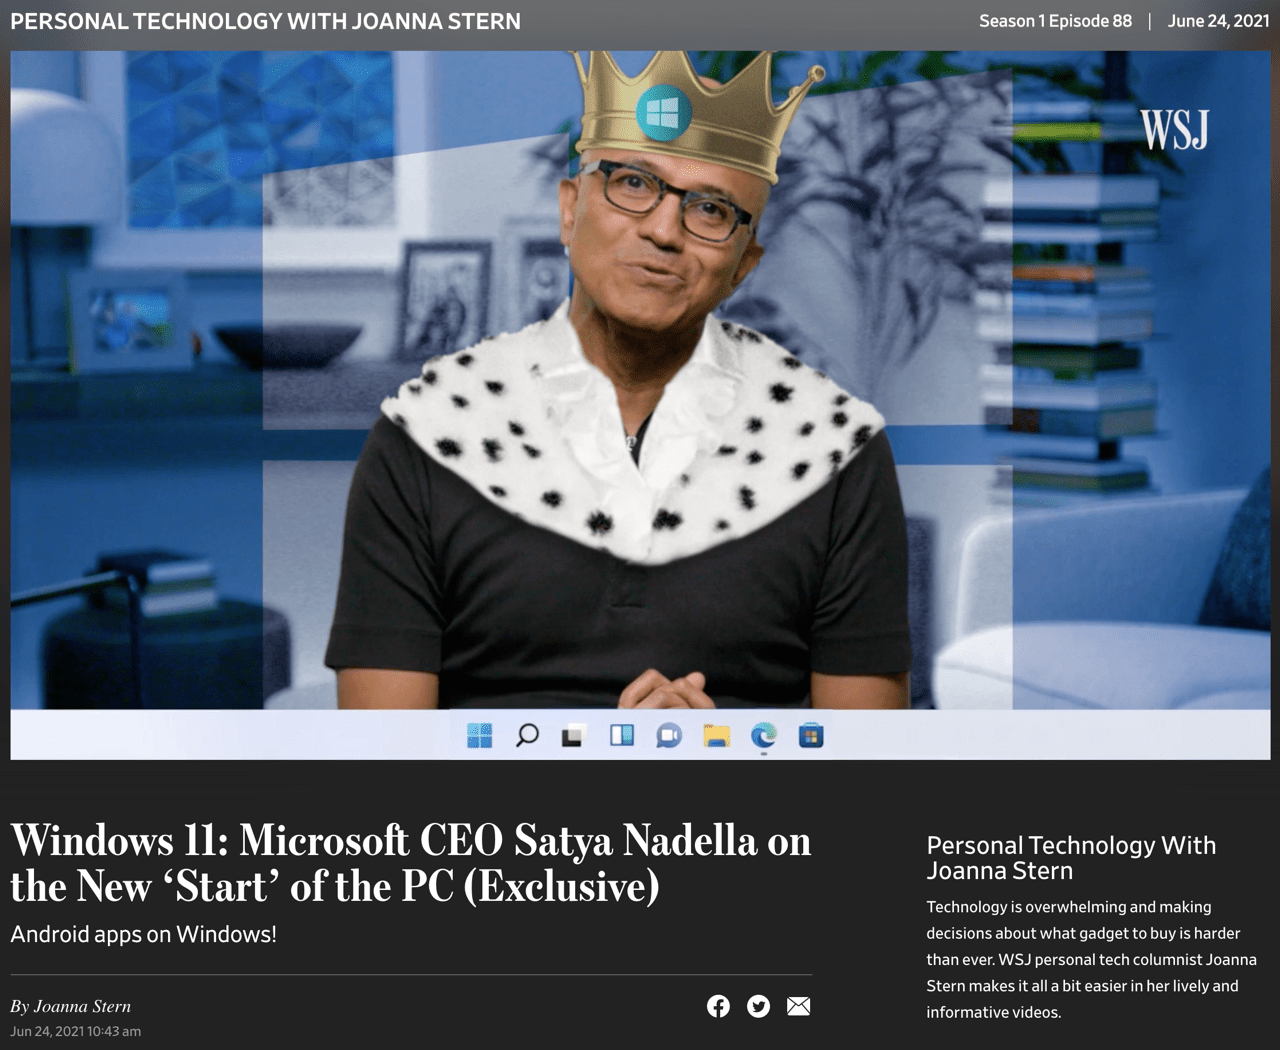 PERSONAL TECHNOLOGY WITH JOANNA STERN
Season 1 Episode 88 | June 24, 2021
WSJ
Windows 11: Microsoft CEO Satya Nadella on
the New ‘Start’ of the PC (Exclusive)
Android apps on Windows!
By Joanna Stern
Jun 24, 2021 10:43 am
Personal Technology With
Joanna Stern
Technology is overwhelming and making
decisions about what gadget to buy is harder
than ever. WSJ personal tech columnist Joanna
Stern makes it all a bit easier in her lively and
informative videos.